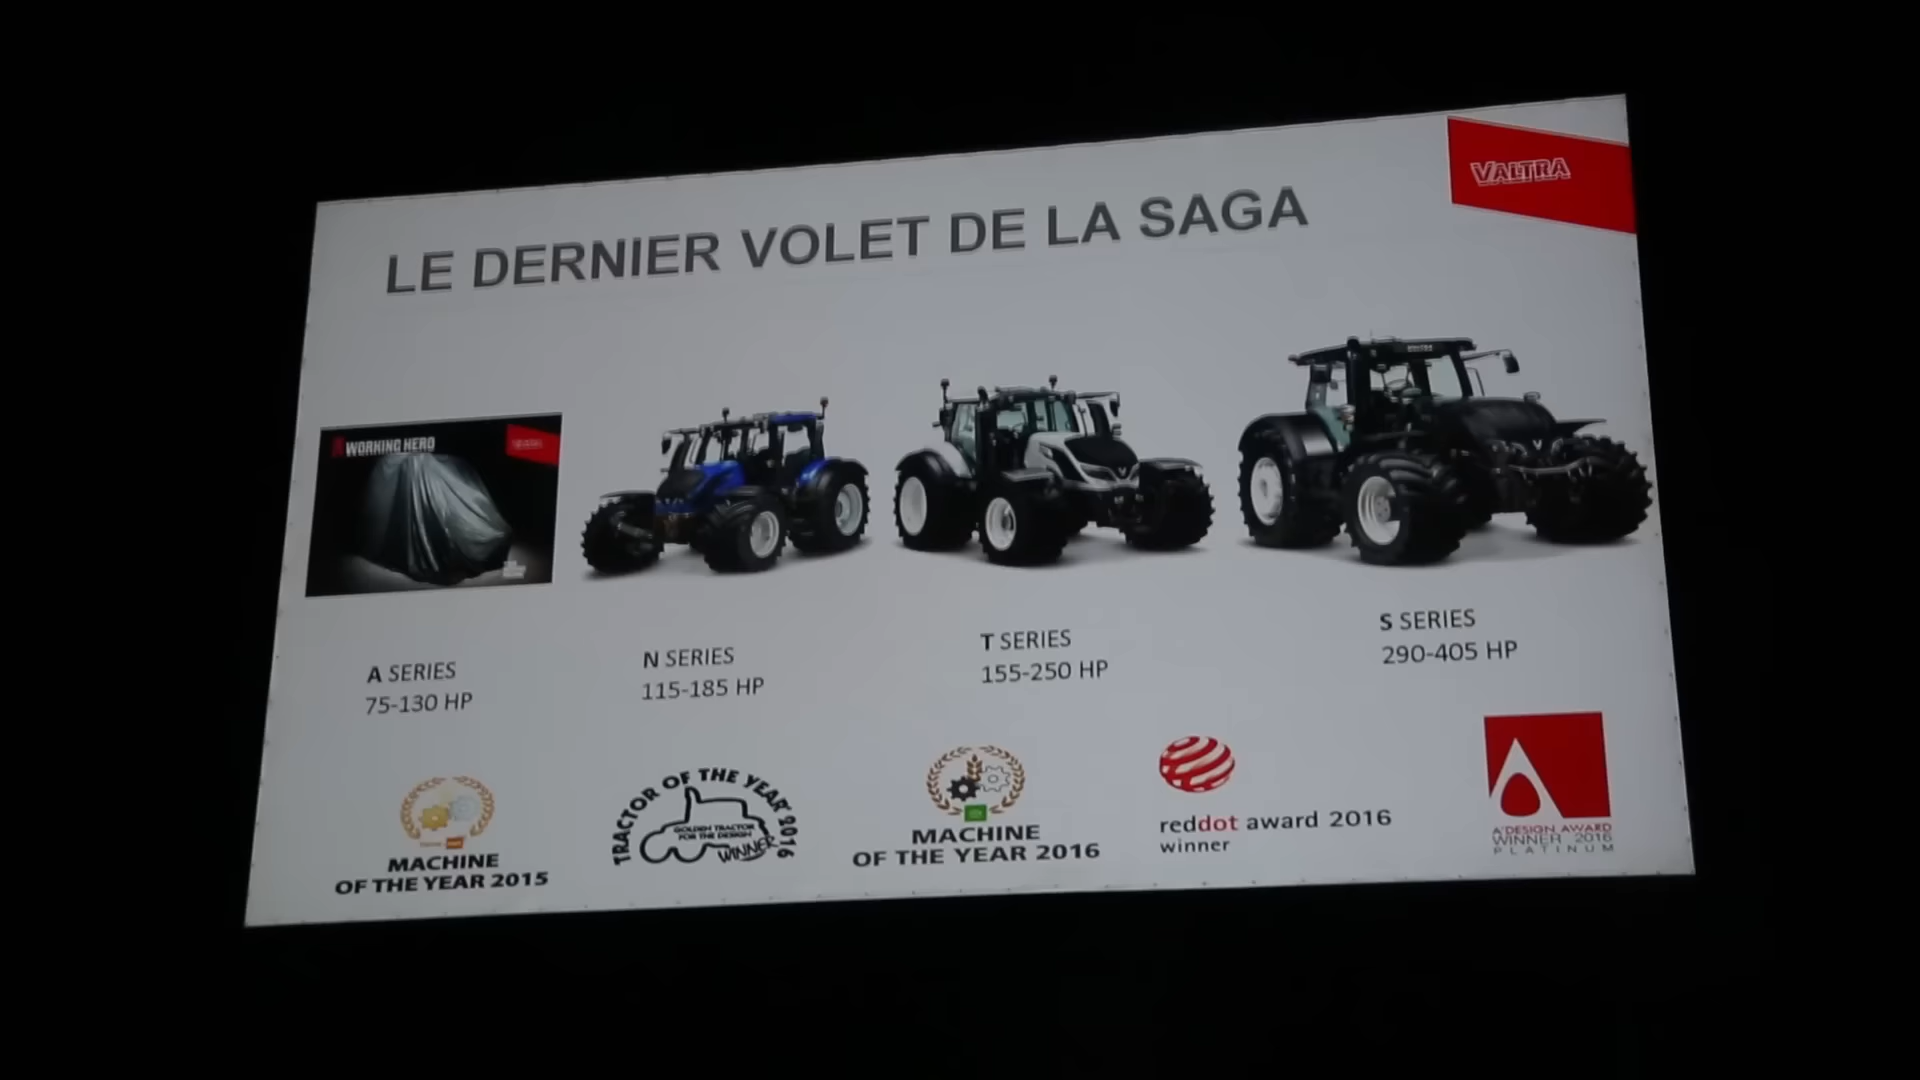 VALTRA
LE DERNIER VOLET DE LA SAGA
WORKING HERO
A SERIES
75-130 HP
N SERIES
115-185 HP
T SERIES
155-250 HP
S SERIES
290-405 HP
MACHINE
OF THE YEAR 2015
TRACTOR OF THE YEAR 2016
GOLDEN TRACTOR
FOR THE DESIGN
WINNER
MACHINE
OF THE YEAR 2016
reddot award 2016
winner
A'DESIGN AWARD
WINNER 2016
PLATINUM